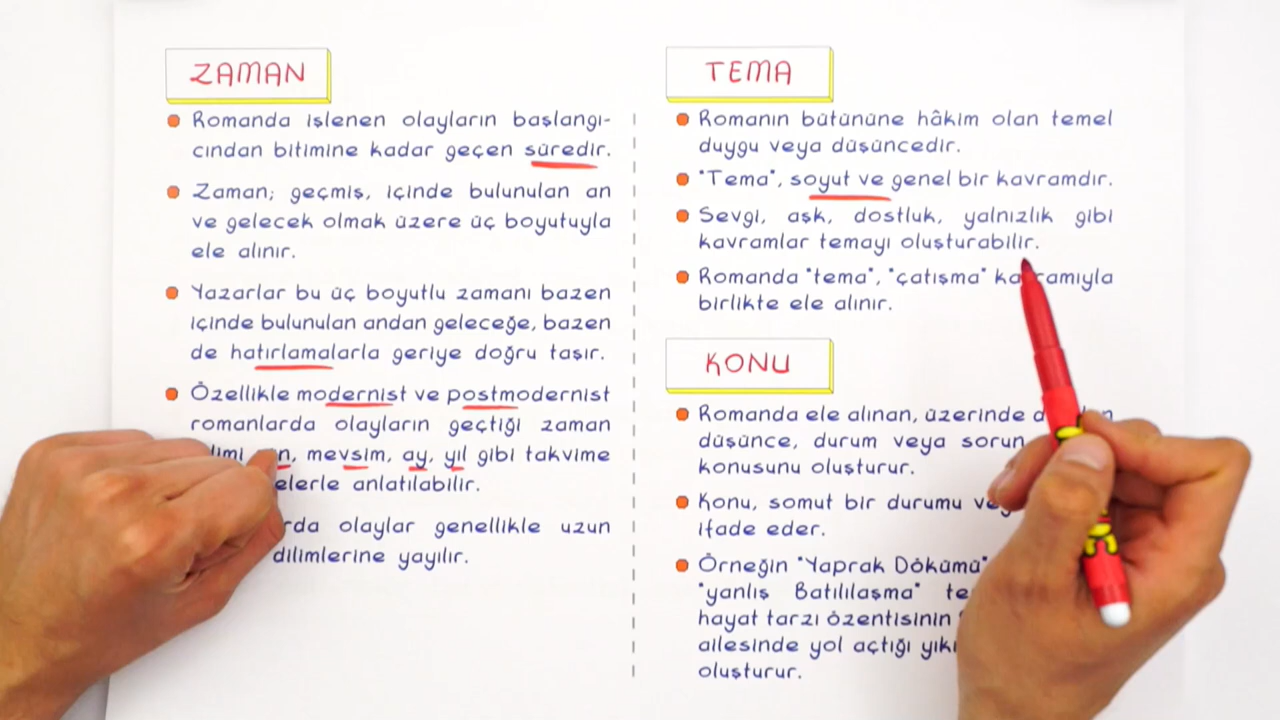 ZAMAN
Romanda işlenen olayların başlangı-
cından bitimine kadar geçen süredir.
Zaman; geçmiş, içinde bulunulan an
ve gelecek olmak üzere üç boyutuyla
ele alınır.
Yazarlar bu üç boyutlu zamanı bazen
içinde bulunulan andan geleceğe, bazen
de hatırlamalarla geriye doğru taşır.
Özellikle modernist ve postmodernist
romanlarda olayların geçtiği zaman
mevsim, ay, yıl gibi takvime
anlatılabilir.
olaylar genellikle uzun
dilimlerine yayılır.
TEMA
Romanın bütününe hâkim olan temel
duygu veya düşüncedir.
"Tema", soyut ve genel bir kavramdır.
Sevgi, aşk, dostluk, yalnızlık gibi
kavramlar temayı oluşturabilir.
Romanda "tema", "çatışma" kavramıyla
birlikte ele alınır.
KONU
Romanda ele alınan, üzerinde
düşünce, durum veya sorun
konusunu oluşturur.
Konu, somut bir durumu
ifade eder.
Örneğin "Yaprak Dökümü"
"yanlış Batılılaşma"
hayat tarzı özentisinin
ailesinde yol açtığı
oluşturur.